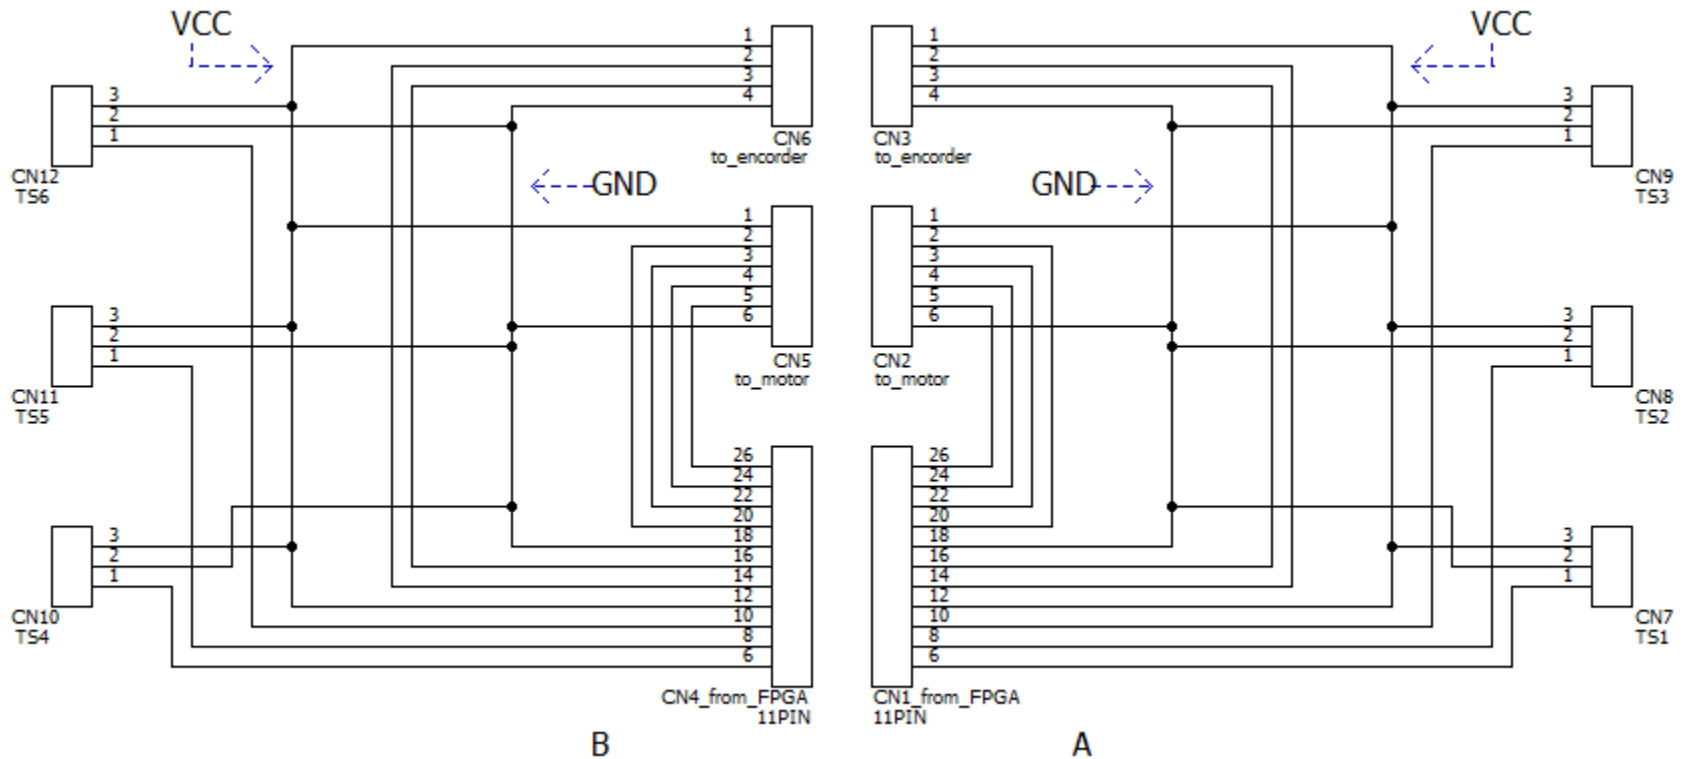 VCC
VCC
1
2
3
4
CN6
to_encorder
1
2
3
4
CN3
to_encorder
3
2
1
CN12
TS6
3
2
1
CN9
TS3
GND
GND
1
2
3
4
5
6
CN5
to_motor
1
2
3
4
5
6
CN2
to_motor
3
2
1
CN11
TS5
3
2
1
CN8
TS2
26
24
22
20
18
16
14
12
10
8
6
CN4_from_FPGA
11PIN
26
24
22
20
18
16
14
12
10
8
6
CN1_from_FPGA
11PIN
3
2
1
CN10
TS4
3
2
1
CN7
TS1
B
A